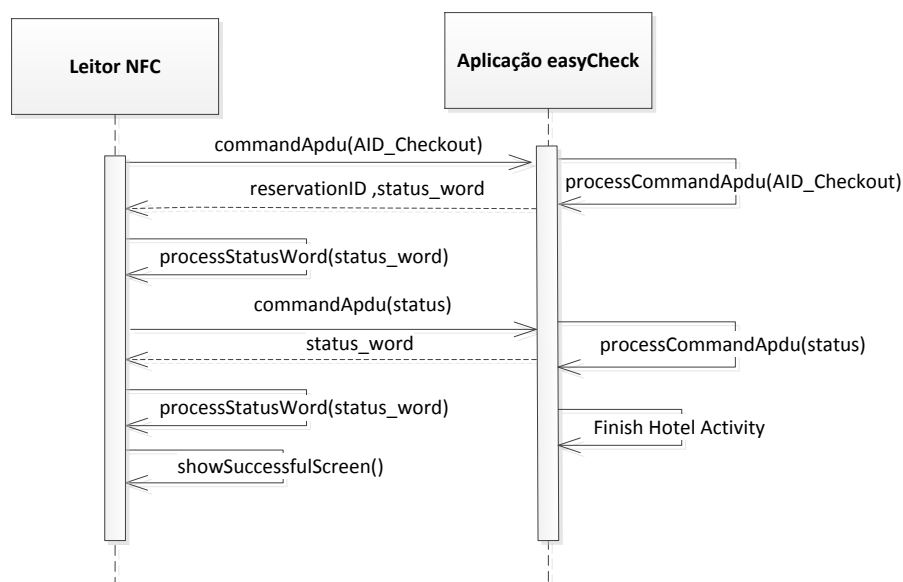 Leitor NFC
Aplicação easyCheck
commandApdu(AID_Checkout)
processCommandApdu(AID_Checkout)
reservationID ,status_word
processStatusWord(status_word)
commandApdu(status)
status_word
processCommandApdu(status)
processStatusWord(status_word)
Finish Hotel Activity
showSuccessfulScreen()